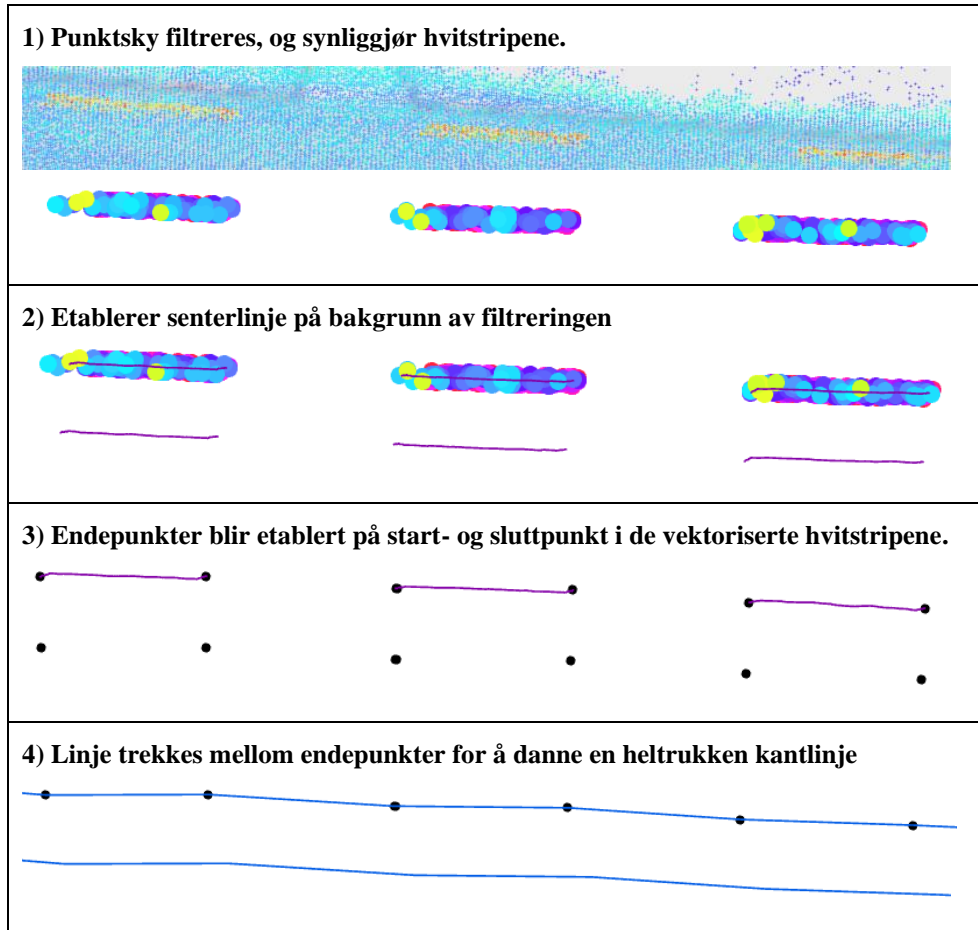 1) Punktsky filtreres, og synliggjør hvitstripene.
2) Etablerer senterlinje på bakgrunn av filtreringen
3) Endepunkter blir etablert på start- og sluttpunkt i de vektoriserte hvitstripene.
4) Linje trekkes mellom endepunkter for å danne en heltrukken kantlinje